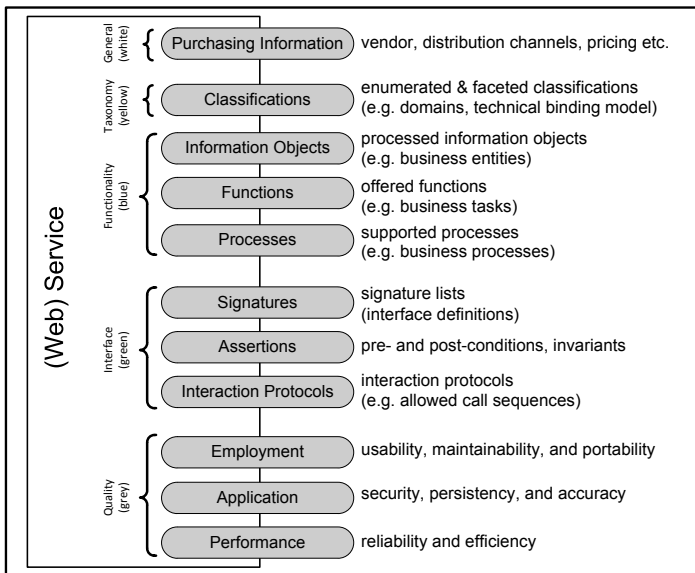 (Web) Service
General
(white)
Purchasing Information
vendor, distribution channels, pricing etc.
Taxonomy
(yellow)
Classifications
enumerated & faceted classifications
(e.g. domains, technical binding model)
Functionality
(blue)
Information Objects
processed information objects
(e.g. business entities)
Functions
offered functions
(e.g. business tasks)
Processes
supported processes
(e.g. business processes)
Interface
(green)
Signatures
signature lists
(interface definitions)
Assertions
pre- and post-conditions, invariants
Interaction Protocols
interaction protocols
(e.g. allowed call sequences)
Quality
(grey)
Employment
usability, maintainability, and portability
Application
security, persistency, and accuracy
Performance
reliability and efficiency